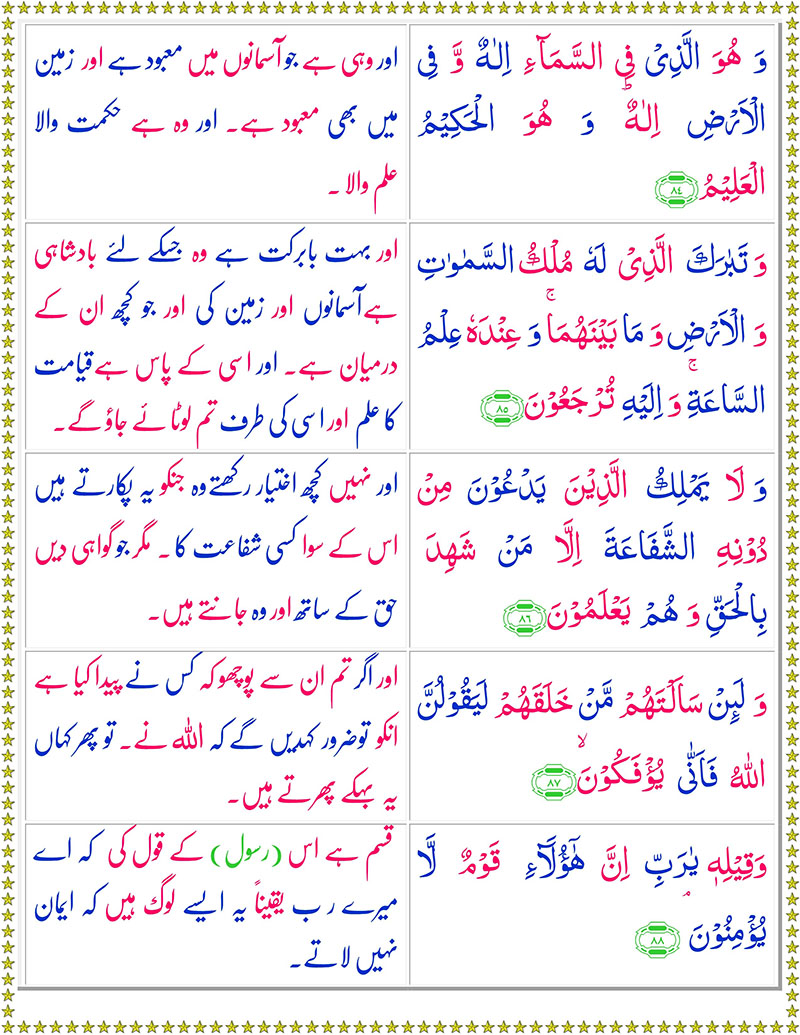 وَ هُوَ الَّذِیْ فِی السَّمَآءِ اِلٰهٌ وَّ فِی
الْاَرْضِ اِلٰهٌؕ وَ هُوَ الْحَكِیْمُ
الْعَلِیْمُ ۸۴
اور وہی ہے جو آسمانوں میں معبود ہے اور زمین
میں بھی معبود ہے۔ اور وہ ہے حکمت والا
علم والا ۔
وَ تَبٰرَكَ الَّذِیْ لَهٗ مُلْكُ السَّمٰوٰتِ
وَ الْاَرْضِ وَ مَا بَیْنَهُمَاۚ وَ عِنْدَهٗ عِلْمُ
السَّاعَةِۚ وَ اِلَیْهِ تُرْجَعُوْنَ ۸۵
اور بہت بابرکت ہے وہ جسکے لئے بادشاہی
ہے آسمانوں اور زمین کی اور جو کچھ ان کے
درمیان ہے۔ اور اسی کے پاس ہے قیامت
کا علم اور اسی کی طرف تم لوٹائے جاؤ گے۔
وَ لَا یَمْلِكُ الَّذِیْنَ یَدْعُوْنَ مِنْ
دُوْنِهِ الشَّفَاعَةَ اِلَّا مَنْ شَهِدَ
بِالْحَقِّ وَ هُمْ یَعْلَمُوْنَ ۸۶
اور نہیں کچھ اختیار رکھتے وہ جنکو یہ پکارتے ہیں
اس کے سوا کسی شفاعت کا۔ مگر جو گواہی دیں
حق کے ساتھ اور وہ جانتے ہیں۔
وَ لَىِٕنْ سَاَلْتَهُمْ مَّنْ خَلَقَهُمْ لَیَقُوْلُنَّ
اللّٰهُ فَاَنّٰى یُؤْفَكُوْنَۙ ۸۷
اور اگر تم ان سے پوچھو کہ کس نے پیدا کیا ہے
انکو تو ضرور کہدیں گے کہ اللہ نے۔ تو پھر کہاں
یہ بہکے پھرتے ہیں۔
وَقِیْلِهٖ یٰرَبِّ اِنَّ هٰۤؤُلَآءِ قَوْمٌ لَّا
یُؤْمِنُوْنَۘ ۸۸
قسم ہے اس (رسول) کے قول کی کہ اے
میرے رب یقیناً یہ ایسے لوگ ہیں کہ ایمان
نہیں لاتے۔